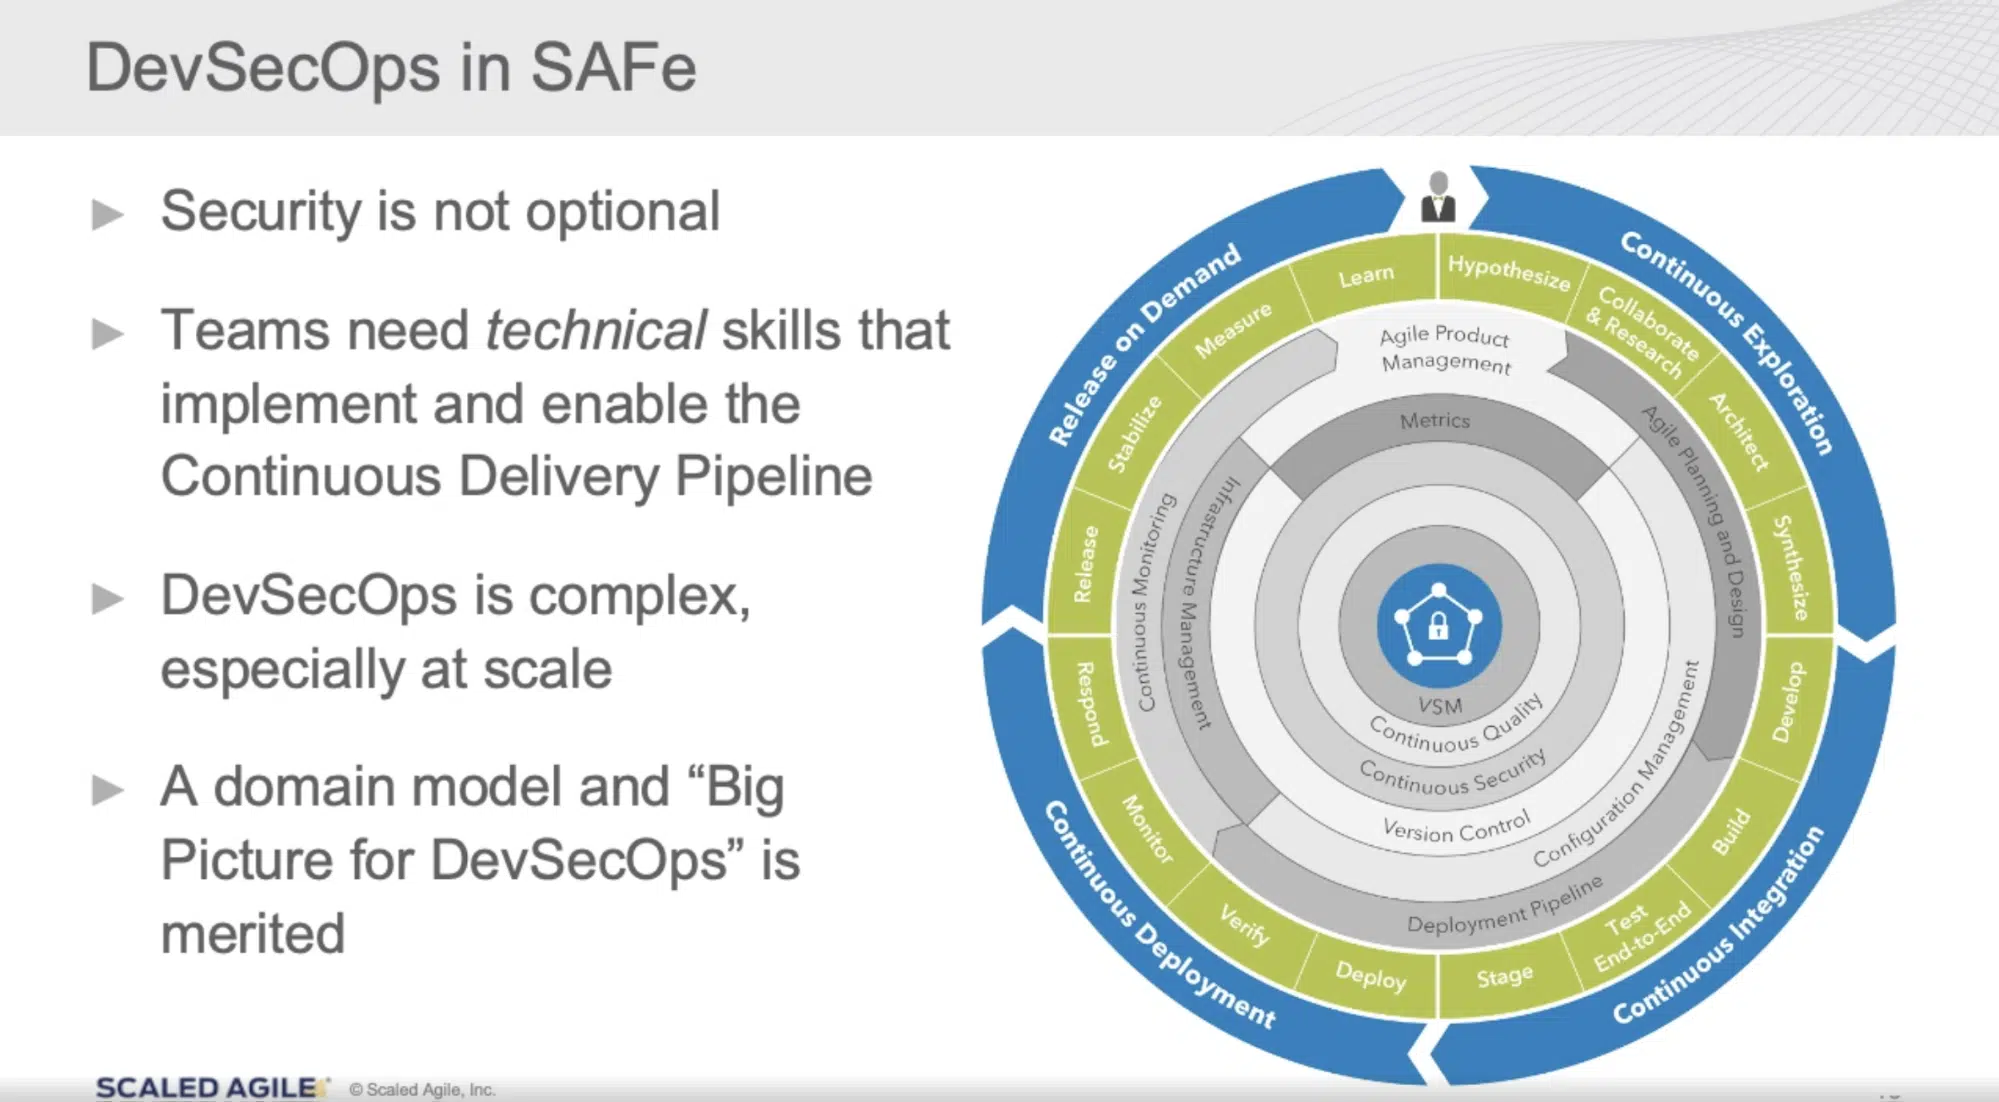 DevSecOps in SAFe
Security is not optional
Teams need technical skills that
implement and enable the
Continuous Delivery Pipeline
DevSecOps is complex,
especially at scale
A domain model and “Big
Picture for DevSecOps” is
merited
Continuous Exploration
Continuous Integration
Continuous Deployment
Release on Demand
Hypothesize
Collaborate
& Research
Architect
Synthesize
Develop
Build
Test
End-to-End
Stage
Deploy
Verify
Monitor
Respond
Release
Stabilize
Measure
Learn
Agile Product
Management
Agile Planning and Design
Metrics
Continuous Monitoring
Infrastructure Management
Configuration Management
Deployment Pipeline
Version Control
Continuous Security
Continuous Quality
VSM
SCALED AGILE
© Scaled Agile, Inc.